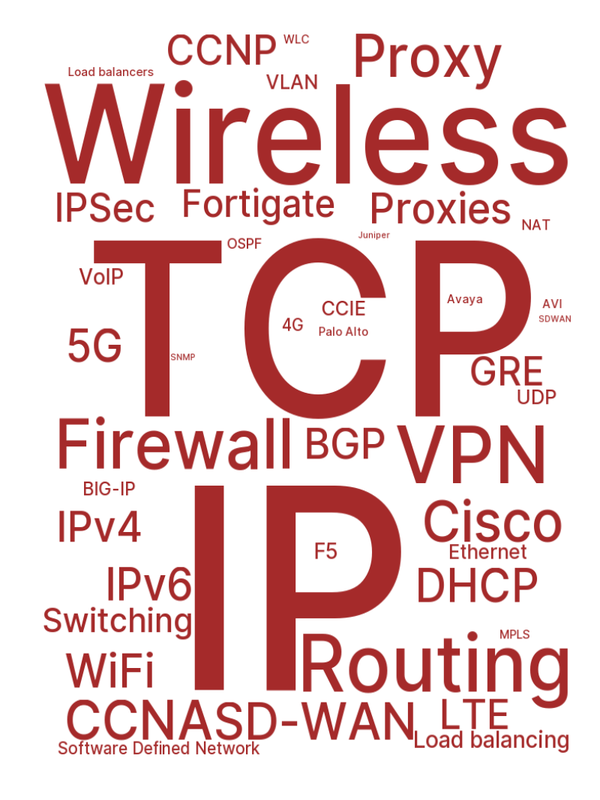 CCNP
WLC
Proxy
Load balancers
VLAN
Wireless
IPSec
Fortigate
Proxies
NAT
TCP
OSPF
Juniper
VoIP
Avaya
AVI
CCIE
SDWAN
4G
Palo Alto
5G
SNMP
GRE
UDP
Firewall
BGP
VPN
BIG-IP
IP
IPv4
Cisco
F5
Ethernet
IPv6
DHCP
Switching
MPLS
WiFi
Routing
CCNA
SD-WAN
LTE
Load balancing
Software Defined Network